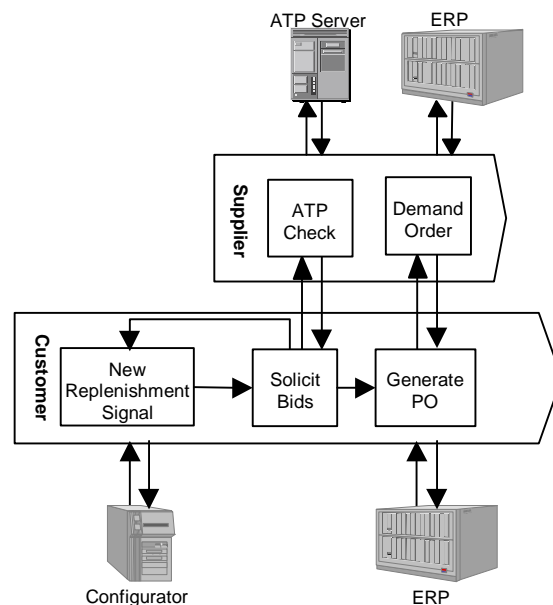 ATP Server
ERP
Supplier
ATP
Check
Demand
Order
Customer
New
Replenishment
Signal
Solicit
Bids
Generate
PO
Configurator
ERP